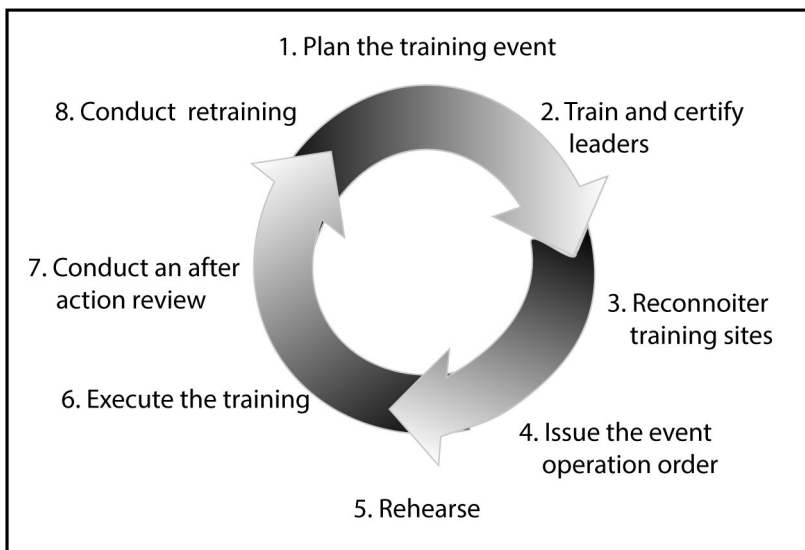 1. Plan the training event
2. Train and certify
leaders
3. Reconnoiter
training sites
4. Issue the event
operation order
5. Rehearse
6. Execute the training
7. Conduct an after
action review
8. Conduct retraining